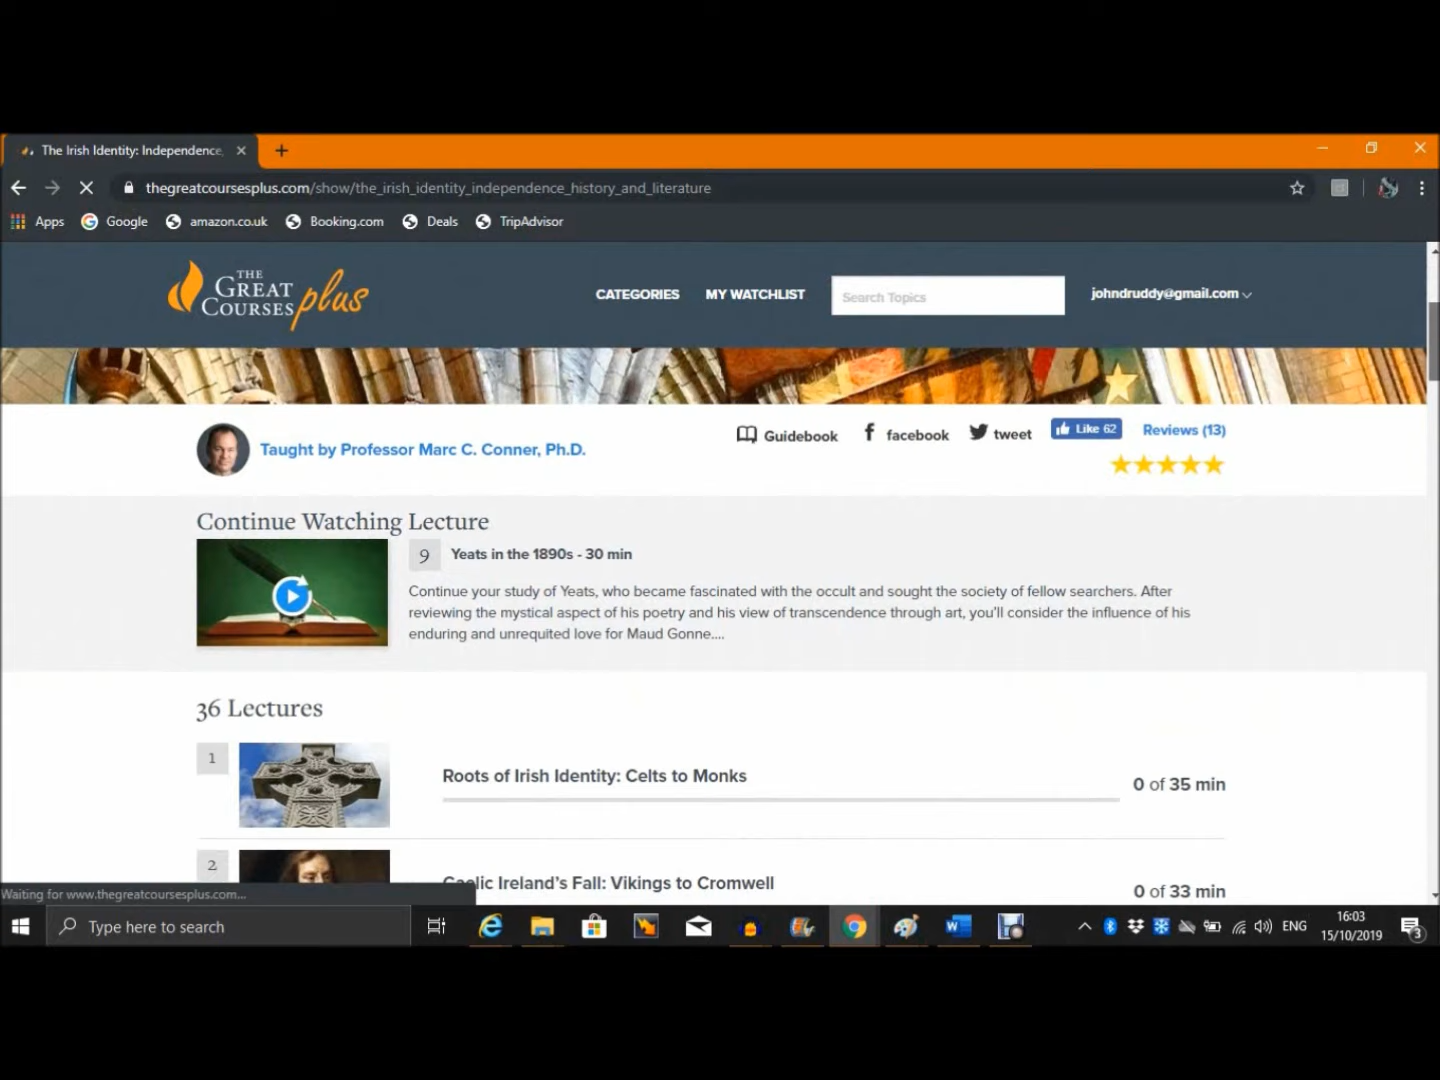 The Irish Identity: Independence,
thegreatcoursesplus.com/show/the_irish_identity_independence_history_and_literature
Apps Google amazon.co.uk Booking.com Deals TripAdvisor
THE
GREAT
COURSES plus
CATEGORIES MY WATCHLIST Search Topics johndruddy@gmail.com
Taught by Professor Marc C. Conner, Ph.D.
Guidebook facebook tweet Like 62 Reviews (13)
Continue Watching Lecture
9 Yeats in the 1890s - 30 min
Continue your study of Yeats, who became fascinated with the occult and sought the society of fellow searchers. After
reviewing the mystical aspect of his poetry and his view of transcendence through art, you'll consider the influence of his
enduring and unrequited love for Maud Gonne....
36 Lectures
1 Roots of Irish Identity: Celts to Monks 0 of 35 min
2 Gaelic Ireland's Fall: Vikings to Cromwell 0 of 33 min
Waiting for www.thegreatcoursesplus.com...
Type here to search
ENG
16:03
15/10/2019
3